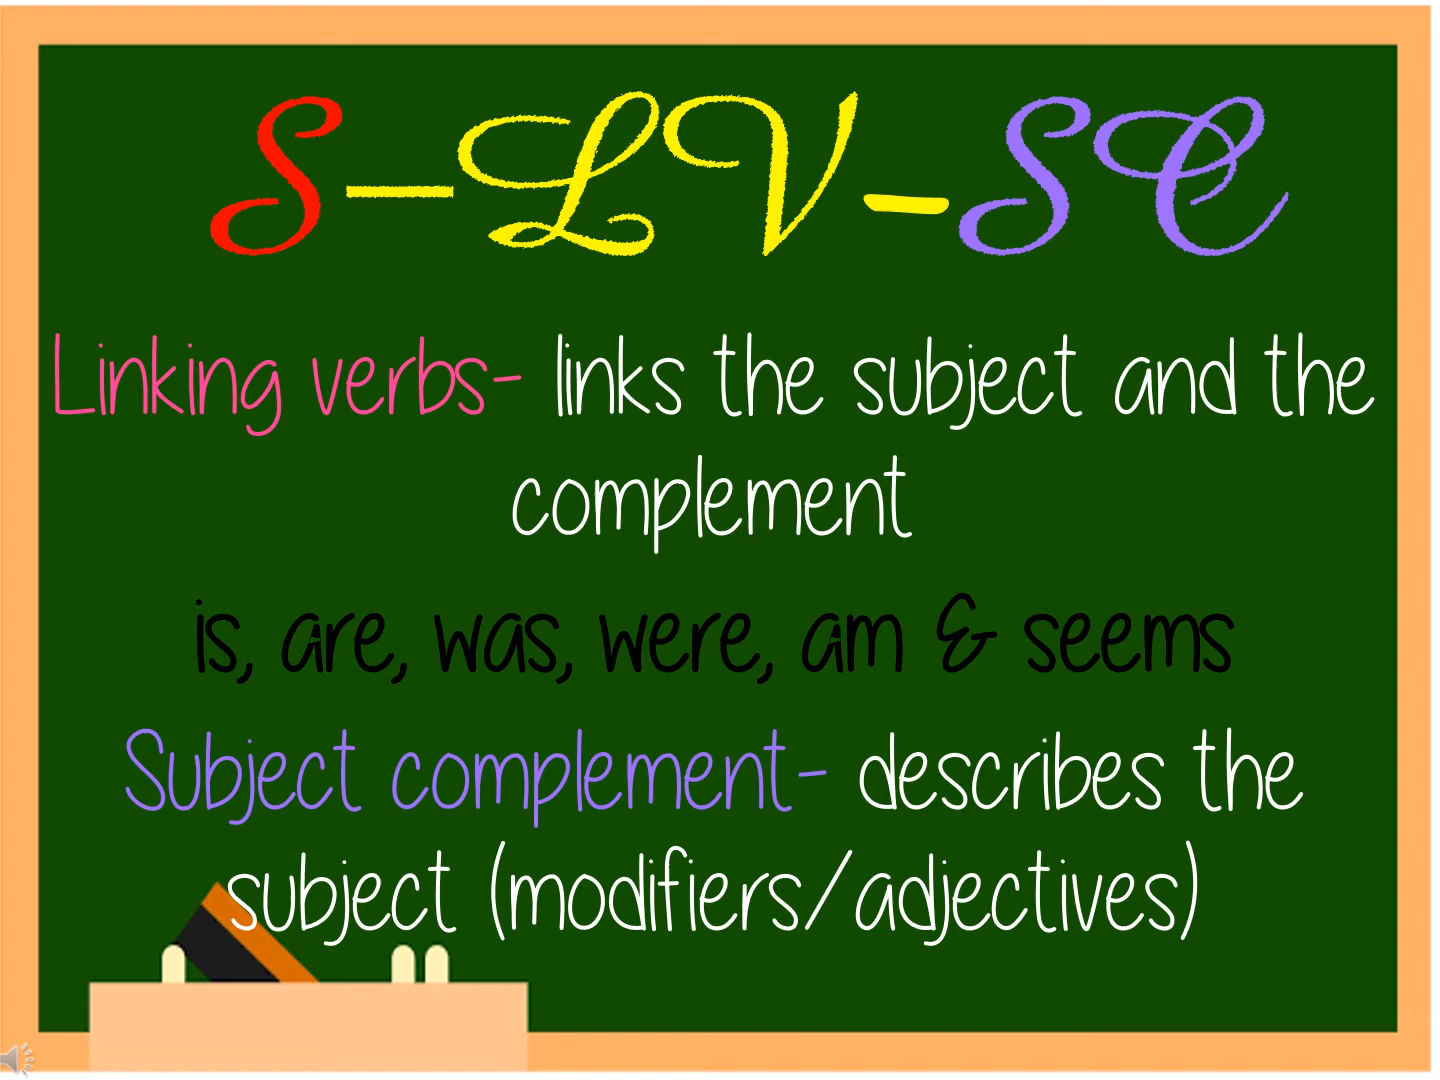 S-LV-SC
Linking verbs- links the subject and the
complement
is, are, was, were, am & seems
Subject complement- describes the
subject (modifiers/adjectives)